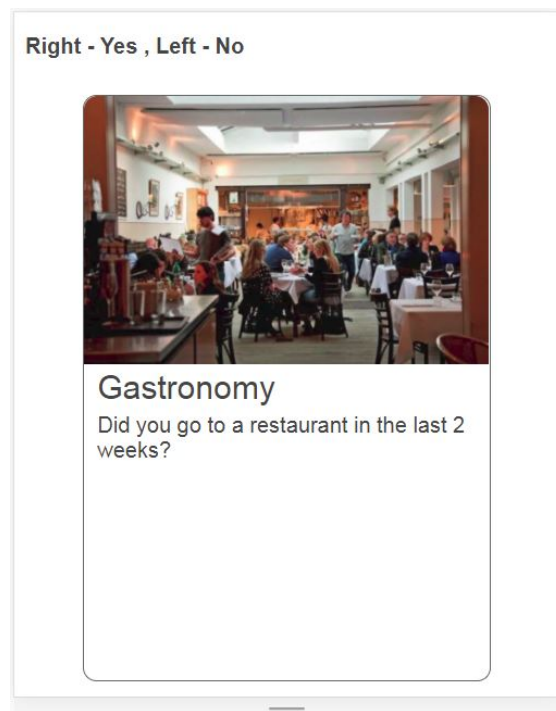 Right - Yes , Left - No
Gastronomy
Did you go to a restaurant in the last 2
weeks?